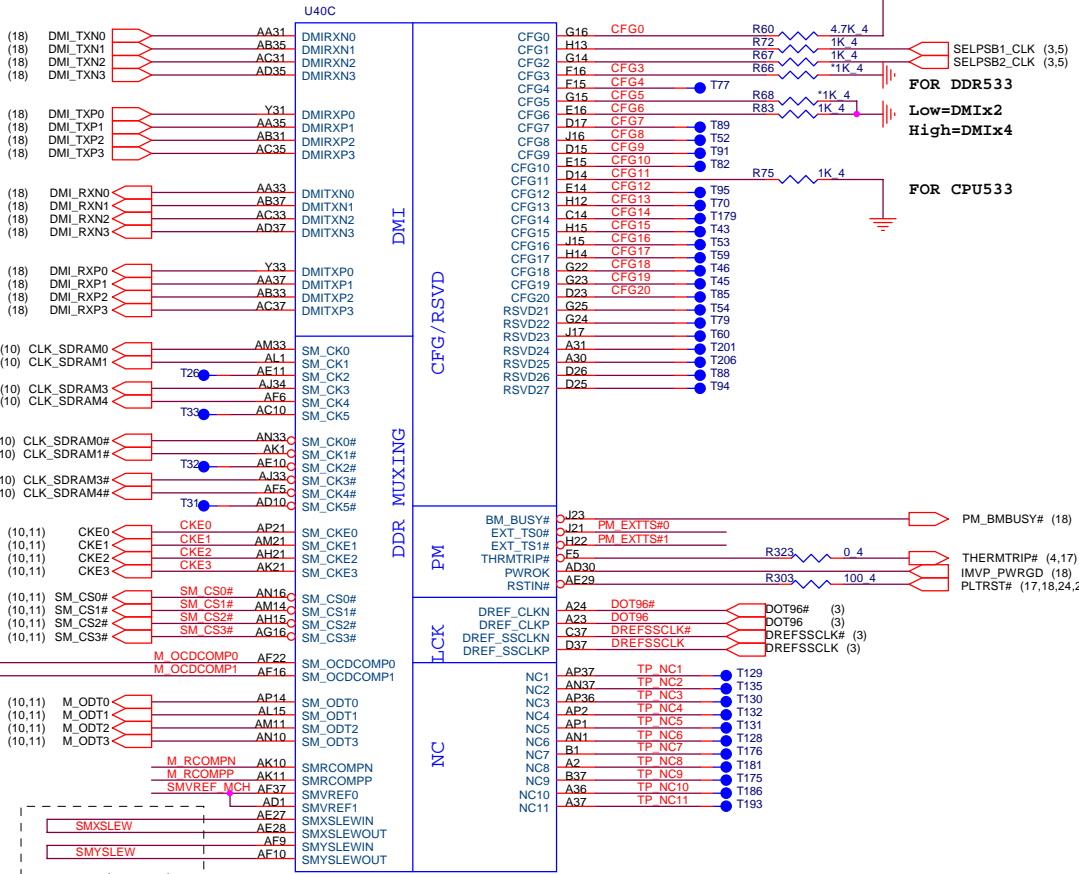 U40C
(18) DMI_TXN0 AA31 DMIRXN0
(18) DMI_TXN1 AB35 DMIRXN1
(18) DMI_TXN2 AC31 DMIRXN2
(18) DMI_TXN3 AD35 DMIRXN3
(18) DMI_TXP0 Y31 DMIRXP0
(18) DMI_TXP1 AA35 DMIRXP1
(18) DMI_TXP2 AB31 DMIRXP2
(18) DMI_TXP3 AC35 DMIRXP3
(18) DMI_RXN0 AA33 DMITXN0
(18) DMI_RXN1 AB37 DMITXN1
(18) DMI_RXN2 AC33 DMITXN2
(18) DMI_RXN3 AD37 DMITXN3
(18) DMI_RXP0 Y33 DMITXP0
(18) DMI_RXP1 AA37 DMITXP1
(18) DMI_RXP2 AB33 DMITXP2
(18) DMI_RXP3 AC37 DMITXP3
DMI
(10) CLK_SDRAM0 AM33 SM_CK0
(10) CLK_SDRAM1 AL1 SM_CK1
T26 AE11 SM_CK2
(10) CLK_SDRAM3 AJ34 SM_CK3
(10) CLK_SDRAM4 AF6 SM_CK4
T33 AC10 SM_CK5
10) CLK_SDRAM0# AN33 SM_CK0#
10) CLK_SDRAM1# AK1 SM_CK1#
T32 AE10 SM_CK2#
10) CLK_SDRAM3# AJ33 SM_CK3#
10) CLK_SDRAM4# AF5 SM_CK4#
T31 AD10 SM_CK5#
(10,11) CKE0 CKE0 AP21 SM_CKE0
(10,11) CKE1 CKE1 AM21 SM_CKE1
(10,11) CKE2 CKE2 AH21 SM_CKE2
(10,11) CKE3 CKE3 AK21 SM_CKE3
(10,11) SM_CS0# SM_CS0# AN16 SM_CS0#
(10,11) SM_CS1# SM_CS1# AM14 SM_CS1#
(10,11) SM_CS2# SM_CS2# AH15 SM_CS2#
(10,11) SM_CS3# SM_CS3# AG16 SM_CS3#
M_OCDCOMP0 AF22 SM_OCDCOMP0
M_OCDCOMP1 AF16 SM_OCDCOMP1
(10,11) M_ODT0 AP14 SM_ODT0
(10,11) M_ODT1 AL15 SM_ODT1
(10,11) M_ODT2 AM11 SM_ODT2
(10,11) M_ODT3 AN10 SM_ODT3
M_RCOMPN AK10 SMRCOMPN
M_RCOMPP AK11 SMRCOMPP
SMVREF_MCH AF37 SMVREF0
AD1 SMVREF1
AE27 SMXSLEWIN
SMXSLEW AE28 SMXSLEWOUT
AF9 SMYSLEWIN
SMYSLEW AF10 SMYSLEWOUT
DDR MUXING
CFG/RSVD
CFG0 G16 CFG0 R60 4.7K_4
CFG1 H13 R72 1K_4 SELPSB1_CLK (3,5)
CFG2 G14 R67 1K_4 SELPSB2_CLK (3,5)
CFG3 F16 CFG3 R66 *1K_4
FOR DDR533
CFG4 F15 CFG4 T77
CFG5 G15 CFG5 R68 *1K_4
CFG6 E16 CFG6 R83 1K_4
Low=DMIx2
High=DMIx4
CFG7 D17 CFG7 T89
CFG8 J16 CFG8 T52
CFG9 D15 CFG9 T91
CFG10 E15 CFG10 T82
CFG11 D14 CFG11 R75 1K_4
FOR CPU533
CFG12 E14 CFG12 T95
CFG13 H12 CFG13 T70
CFG14 C14 CFG14 T179
CFG15 H15 CFG15 T43
CFG16 J15 CFG16 T53
CFG17 H14 CFG17 T59
CFG18 G22 CFG18 T46
CFG19 G23 CFG19 T45
CFG20 D23 CFG20 T85
RSVD21 G25 T54
RSVD22 G24 T79
RSVD23 J17 T60
RSVD24 A31 T201
RSVD25 A30 T206
RSVD26 D26 T88
RSVD27 D25 T94
PM
BM_BUSY# J23 PM_BMBUSY# (18)
EXT_TS0# J21 PM_EXTTS#0
EXT_TS1# H22 PM_EXTTS#1
THRMTRIP# F5 R323 0_4 THERMTRIP# (4,17)
PWROK AD30 IMVP_PWRGD (18)
RSTIN# AE29 R303 100_4 PLTRST# (17,18,24,2
LCK
DREF_CLKN A24 DOT96# DOT96# (3)
DREF_CLKP A23 DOT96 DOT96 (3)
DREF_SSCLKN C37 DREFSSCLK# DREFSSCLK# (3)
DREF_SSCLKP D37 DREFSSCLK DREFSSCLK (3)
NC
NC1 AP37 TP_NC1 T129
NC2 AN37 TP_NC2 T135
NC3 AP36 TP_NC3 T130
NC4 AP2 TP_NC4 T132
NC5 AP1 TP_NC5 T131
NC6 AN1 TP_NC6 T128
NC7 B1 TP_NC7 T176
NC8 A2 TP_NC8 T181
NC9 B37 TP_NC9 T175
NC10 A36 TP_NC10 T186
NC11 A37 TP_NC11 T193